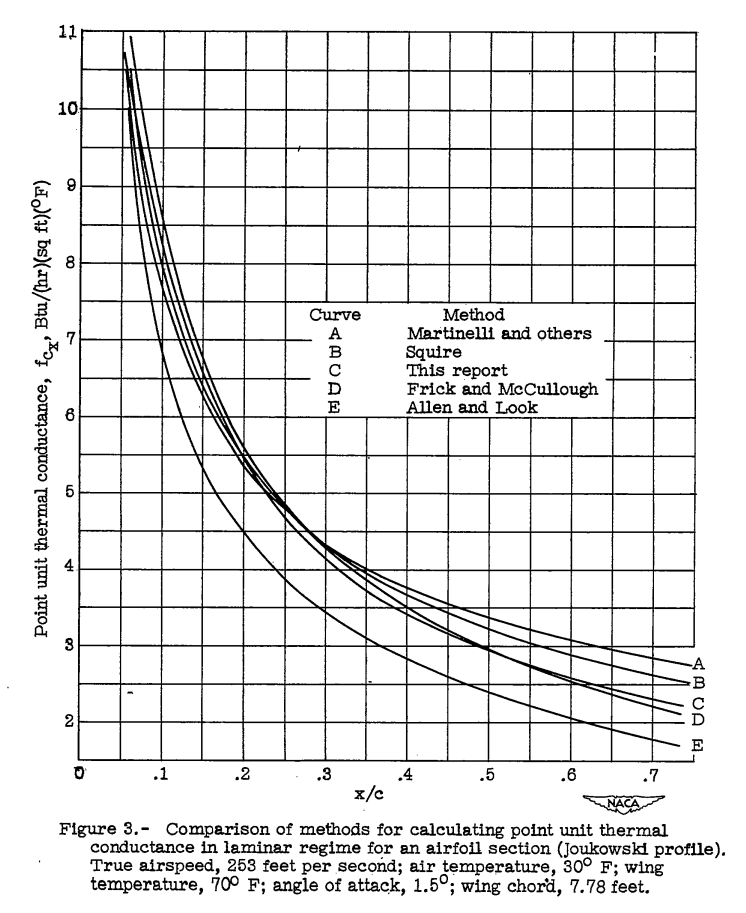 11
10
9
8
7
6
5
4
3
2
Point unit thermal conductance, fcx, Btu/(hr)(sq ft)(°F)
Curve Method
A Martinelli and others
B Squire
C This report
D Frick and McCullough
E Allen and Look
A
B
C
D
E
0 .1 .2 .3 .4 .5 .6 .7
x/c
NACA
Figure 3.- Comparison of methods for calculating point unit thermal
conductance in laminar regime for an airfoil section (Joukowski profile).
True airspeed, 253 feet per second; air temperature, 30° F; wing
temperature, 70° F; angle of attack, 1.5°; wing chord, 7.78 feet.